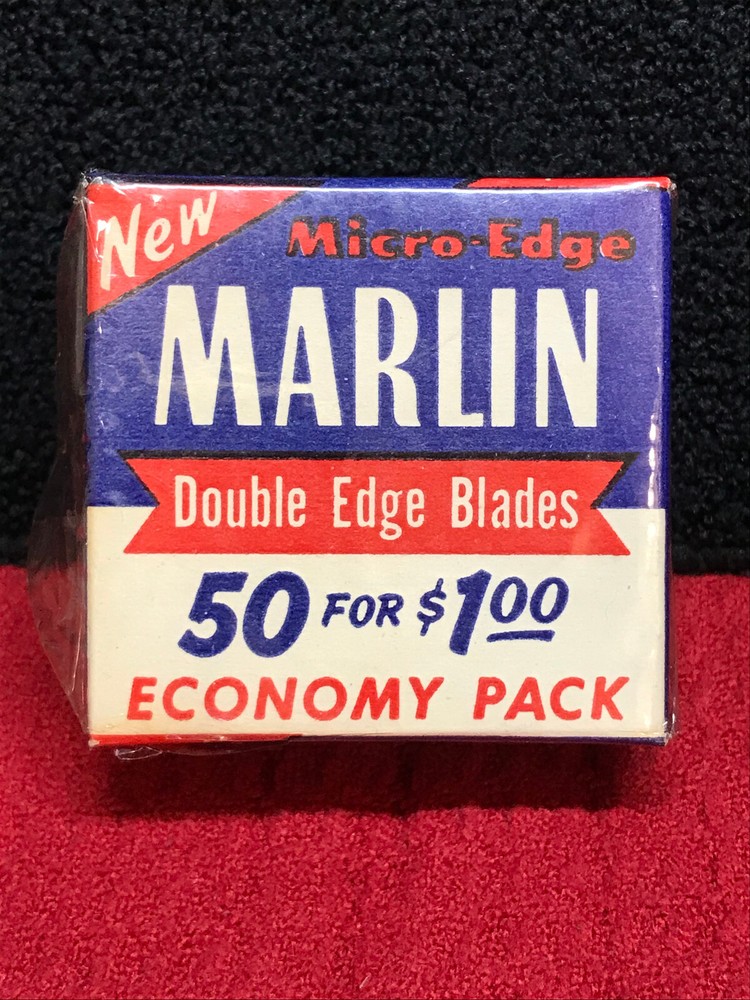 New
Micro-Edge
MARLIN
Double Edge Blades
50 FOR $1.00
ECONOMY PACK